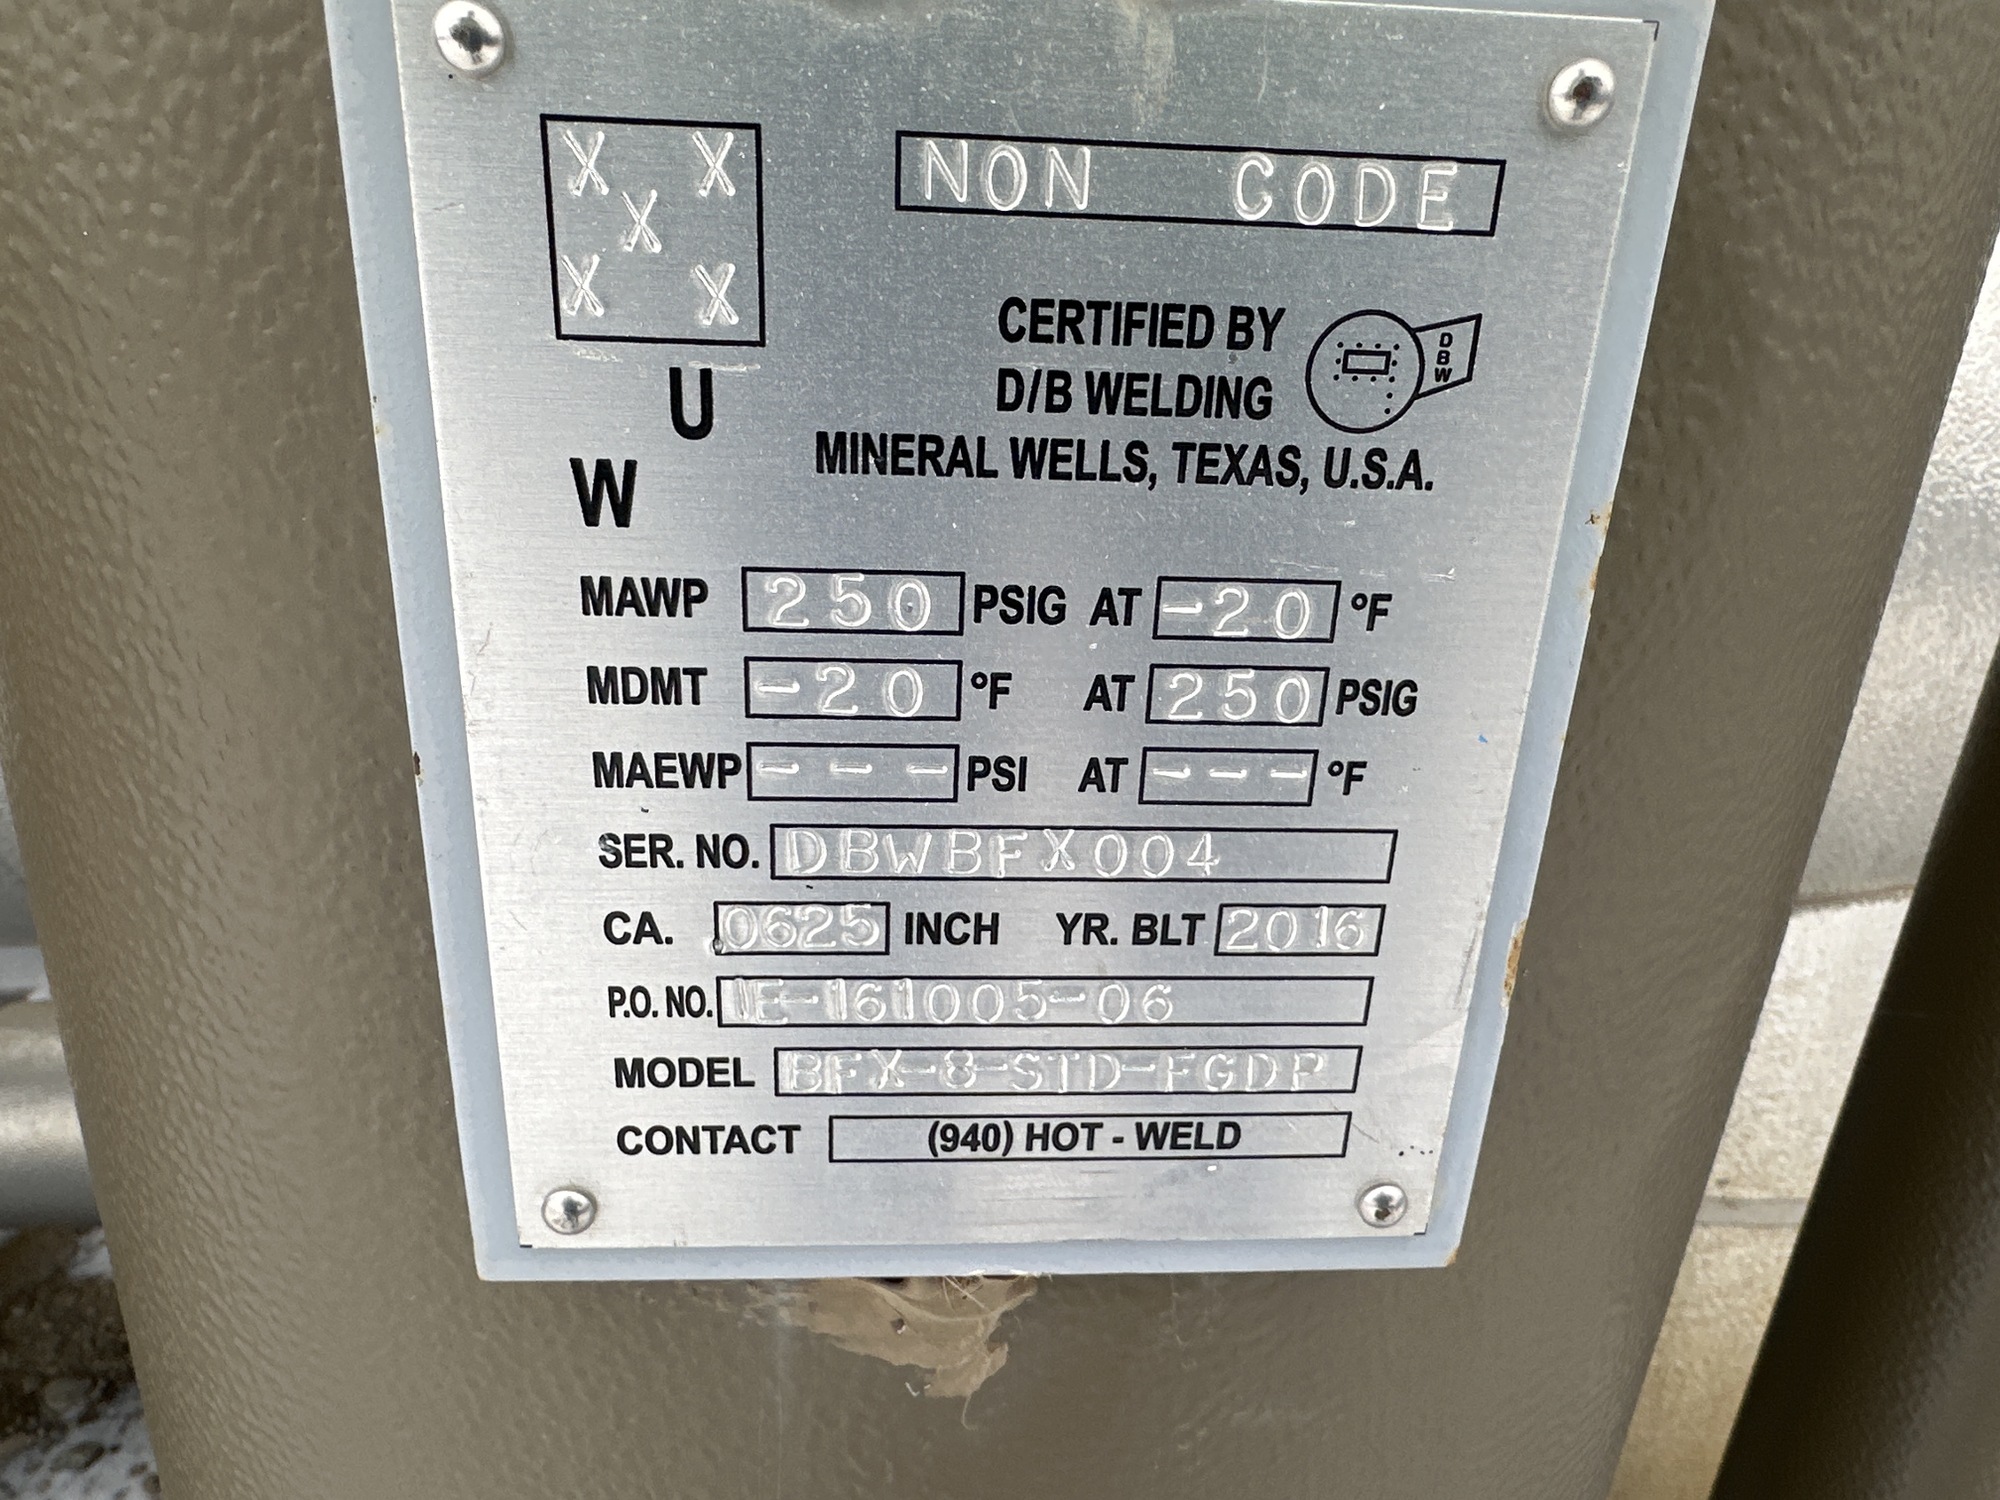 X X
X
X X
NON CODE
U
W
CERTIFIED BY
D/B WELDING
DBW
MINERAL WELLS, TEXAS, U.S.A.
MAWP 250 PSIG AT -20 °F
MDMT -20 °F AT 250 PSIG
MAEWP --- PSI AT --- °F
SER. NO. DBWBFX004
CA. .0625 INCH YR. BLT 2016
P.O. NO. IE-161005-06
MODEL BFX-8-STD-FGDP
CONTACT (940) HOT - WELD